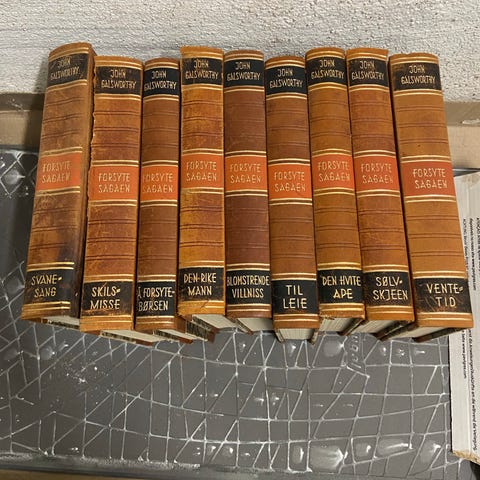 JOHN
GALSWORTHY
FORSYTE
SAGAEN
SVANE-
SANG
JOHN
GALSWORTHY
FORSYTE
SAGAEN
SKILS-
MISSE
JOHN
GALSWORTHY
FORSYTE
SAGAEN
Å FORSYTE-
BØRSEN
JOHN
GALSWORTHY
FORSYTE
SAGAEN
DEN RIKE
MANN
JOHN
GALSWORTHY
FORSYTE
SAGAEN
BLOMSTRENDE
VILLNISS
JOHN
GALSWORTHY
FORSYTE
SAGAEN
TIL
LEIE
JOHN
GALSWORTHY
FORSYTE
SAGAEN
DEN HVITE
APE
JOHN
GALSWORTHY
FORSYTE
SAGAEN
SØLV-
SKJEEN
JOHN
GALSWORTHY
FORSYTE
SAGAEN
VENTE-
TID